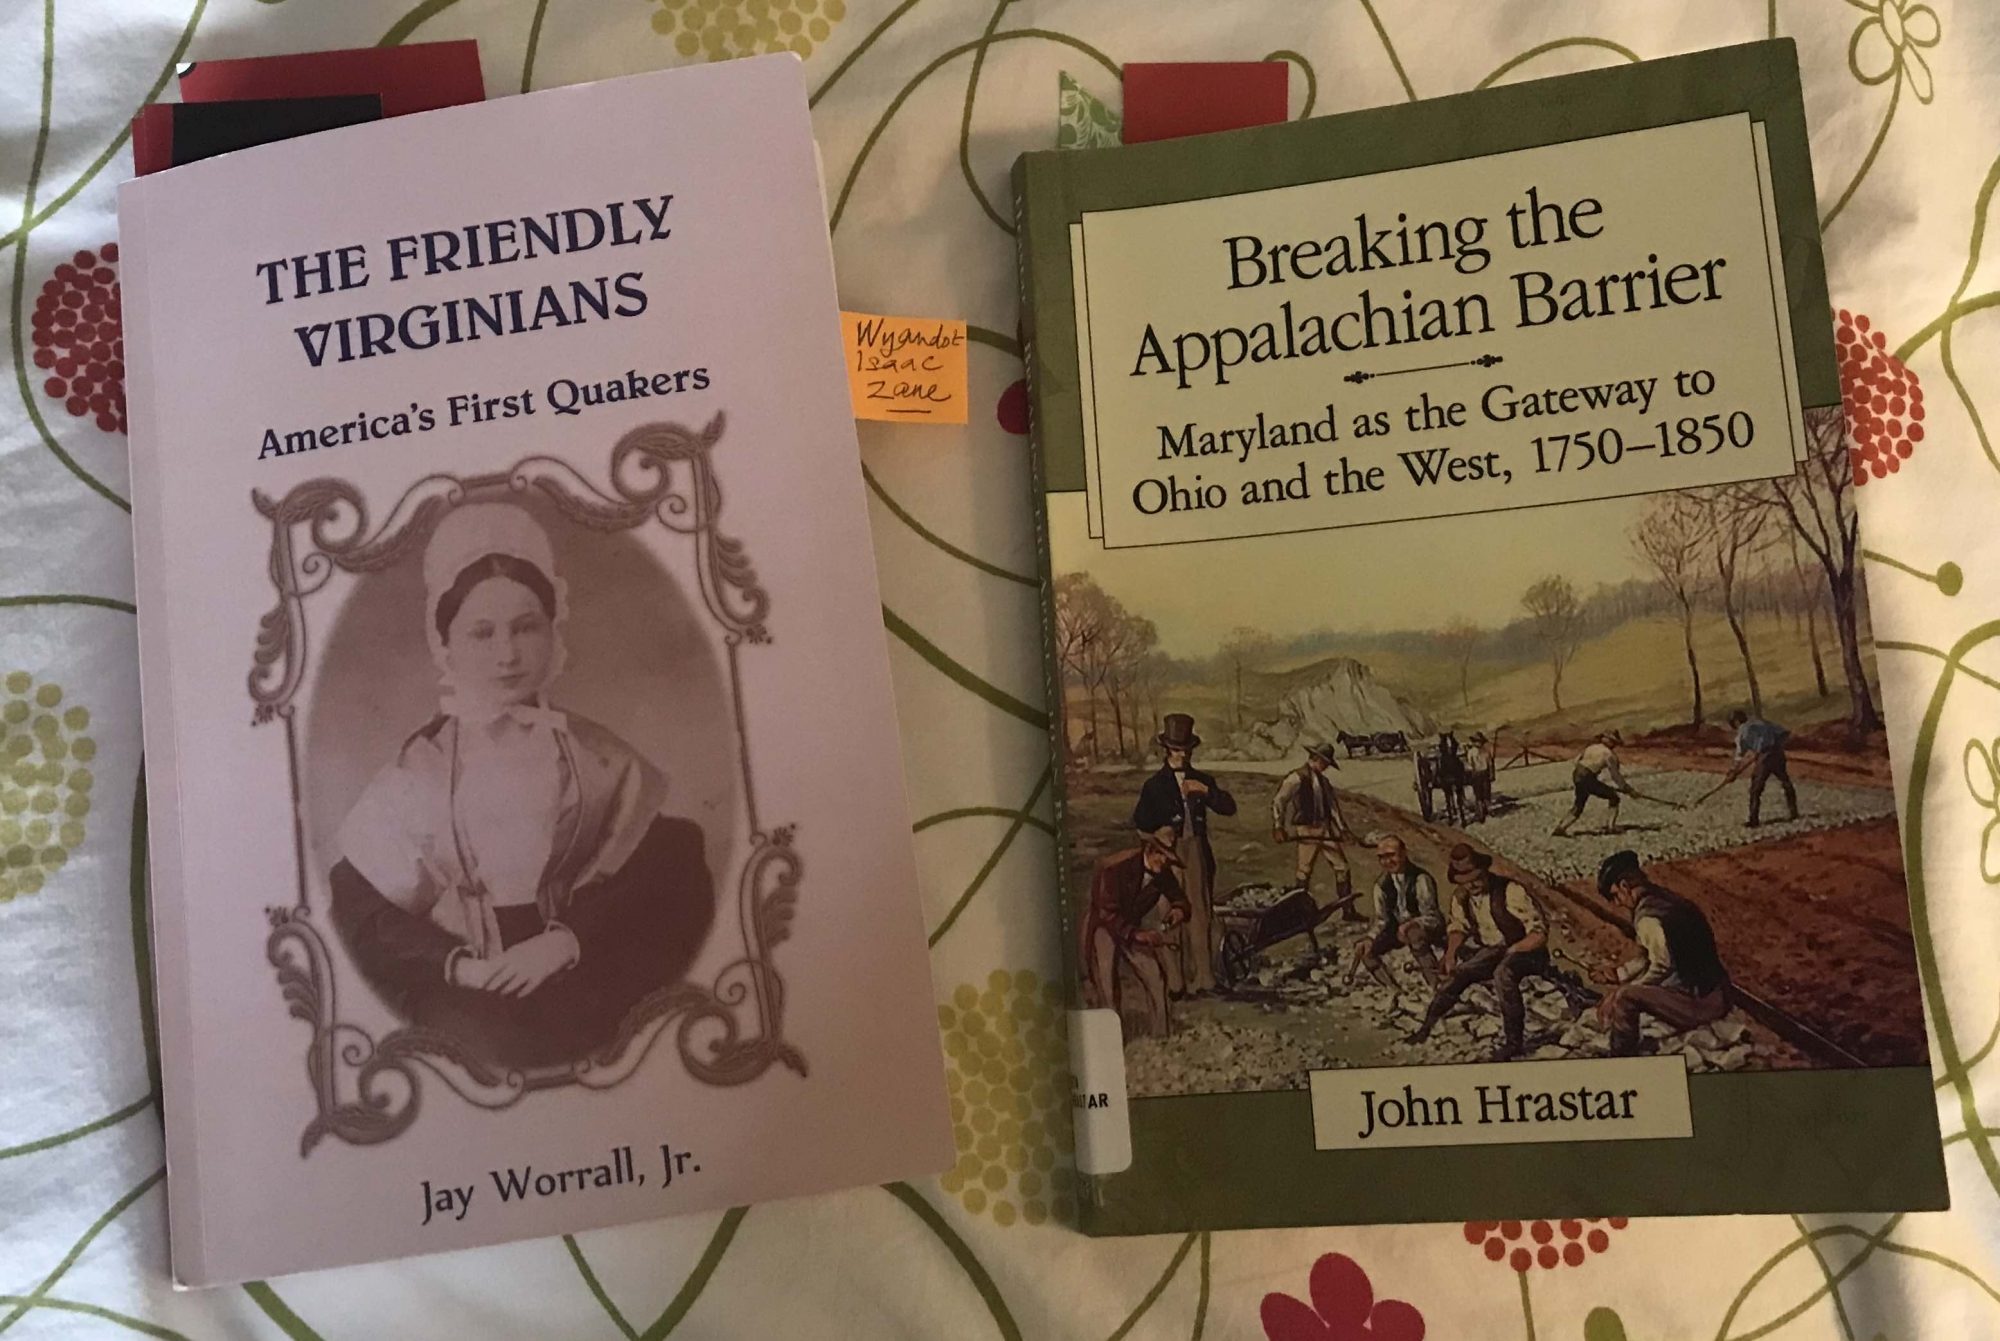 THE FRIENDLY
VIRGINIANS
America's First Quakers
Jay Worrall, Jr.
Wyandot
Isaac
Zane
Breaking the
Appalachian Barrier
Maryland as the Gateway to
Ohio and the West, 1750–1850
John Hrastar